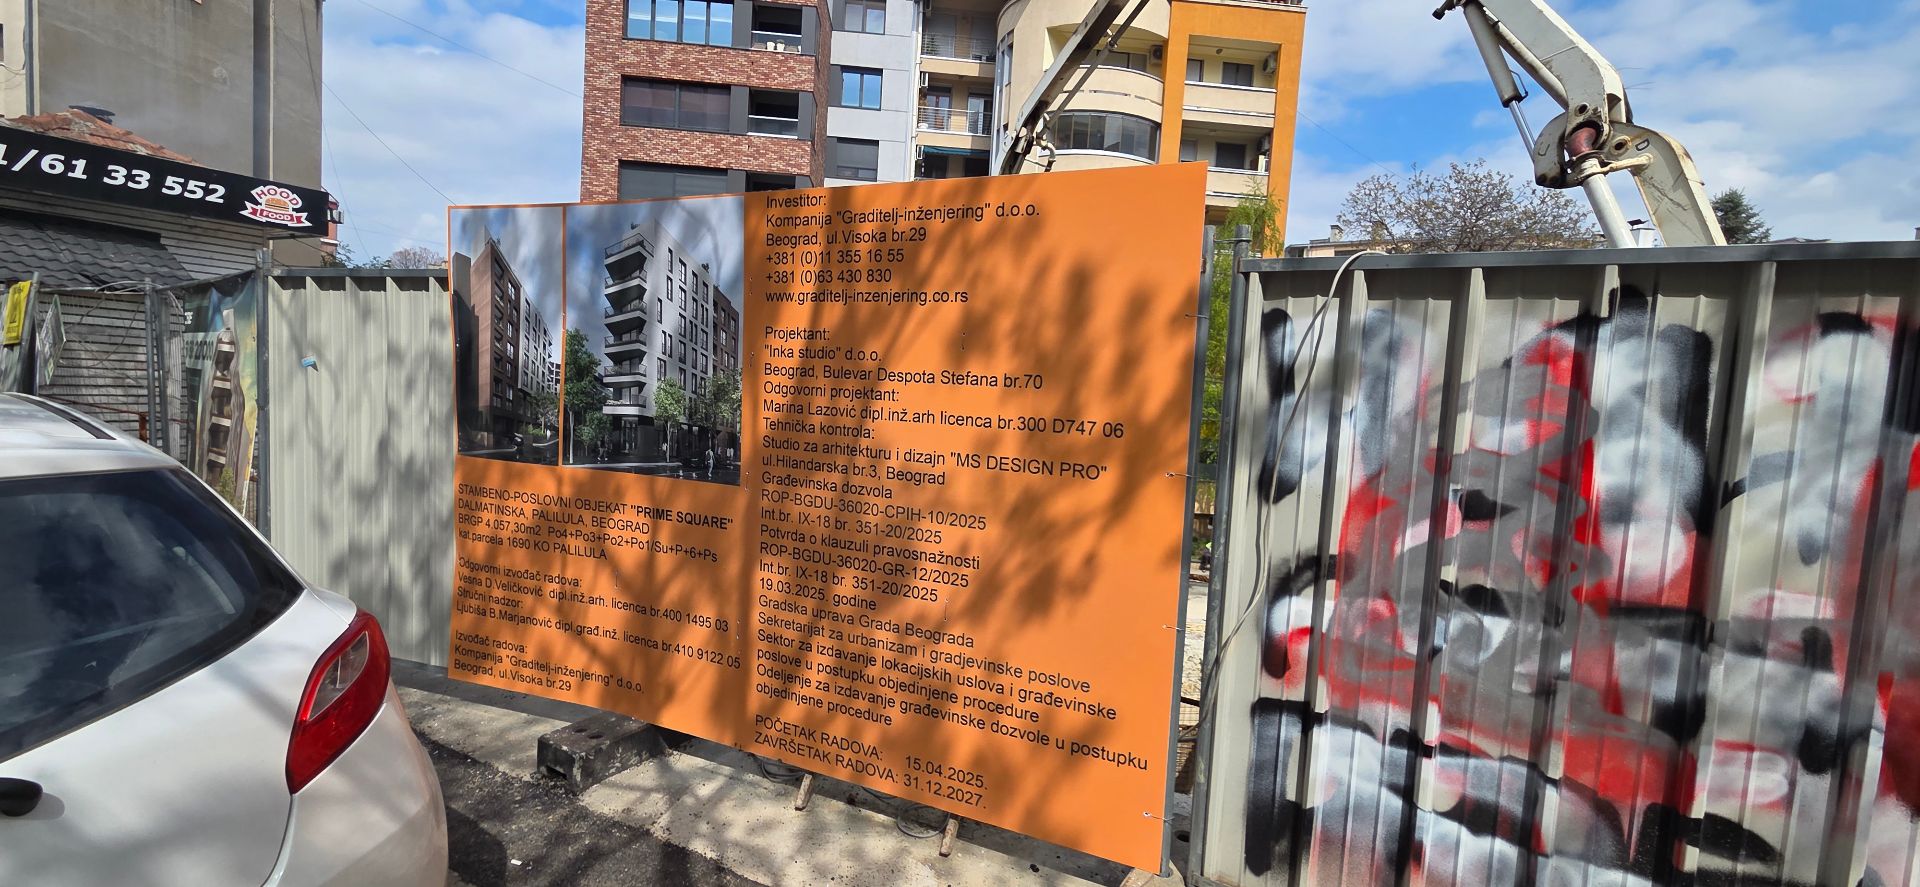 1/61 33 552
HOOD
FOOD
STAMBENO-POSLOVNI OBJEKAT "PRIME SQUARE"
DALMATINSKA, PALILULA, BEOGRAD
BRGP 4.057,30m2 Po4+Po3+Po2+Po1/Su+P+6+Ps
kat.parcela 1690 KO PALILULA
Odgovorni izvođač radova:
Vesna D.Veličković dipl.inž.arh. licenca br.400 1495 03
Stručni nadzor:
Ljubiša B.Marjanović dipl.građ.inž. licenca br.410 9122 05
Izvođač radova:
Kompanija "Graditelj-inženjering" d.o.o.
Beograd, ul.Visoka br.29
Investitor:
Kompanija "Graditelj-inženjering" d.o.o.
Beograd, ul.Visoka br.29
+381 (0)11 355 16 55
+381 (0)63 430 830
www.graditelj-inzenjering.co.rs
Projektant:
"Inka studio" d.o.o.
Beograd, Bulevar Despota Stefana br.70
Odgovorni projektant:
Marina Lazović dipl.inž.arh licenca br.300 D747 06
Tehnička kontrola:
Studio za arhitekturu i dizajn "MS DESIGN PRO"
ul.Hilandarska br.3, Beograd
Građevinska dozvola
ROP-BGDU-36020-CPIH-10/2025
Int.br. IX-18 br. 351-20/2025
Potvrda o klauzuli pravosnažnosti
ROP-BGDU-36020-GR-12/2025
Int.br. IX-18 br. 351-20/2025
19.03.2025. godine
Gradska uprava Grada Beograda
Sekretarijat za urbanizam i gradjevinske poslove
Sektor za izdavanje lokacijskih uslova i građevinske
poslove u postupku objedinjene procedure
Odeljenje za izdavanje građevinske dozvole u postupku
objedinjene procedure
POČETAK RADOVA: 15.04.2025.
ZAVRŠETAK RADOVA: 31.12.2027.